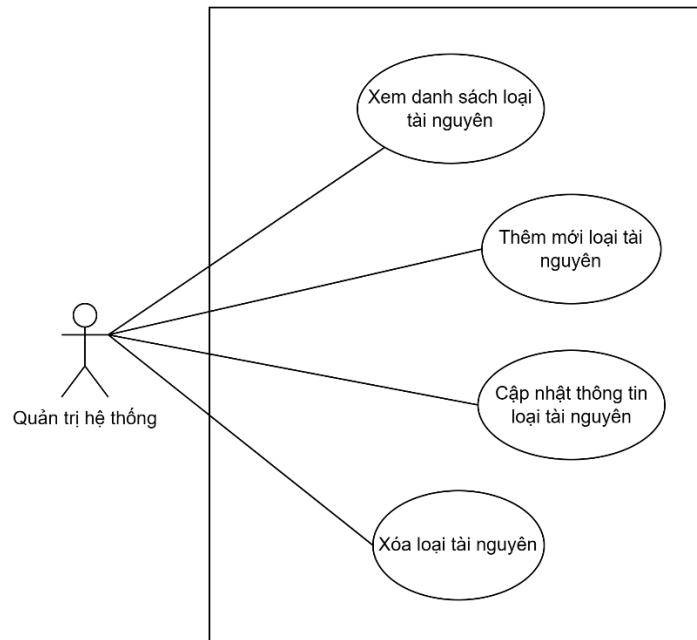 Xem danh sách loại
tài nguyên
Thêm mới loại tài
nguyên
Cập nhật thông tin
loại tài nguyên
Quản trị hệ thống
Xóa loại tài nguyên